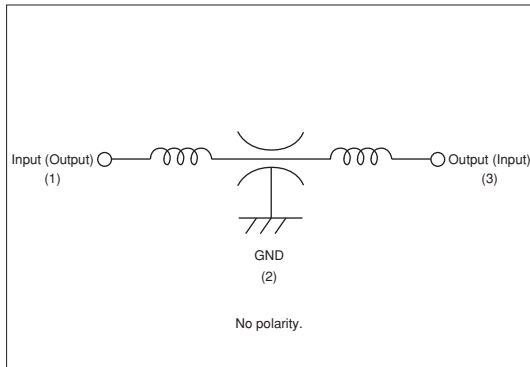 Input (Output)
(1)
Output (Input)
(3)
GND
(2)
No polarity.